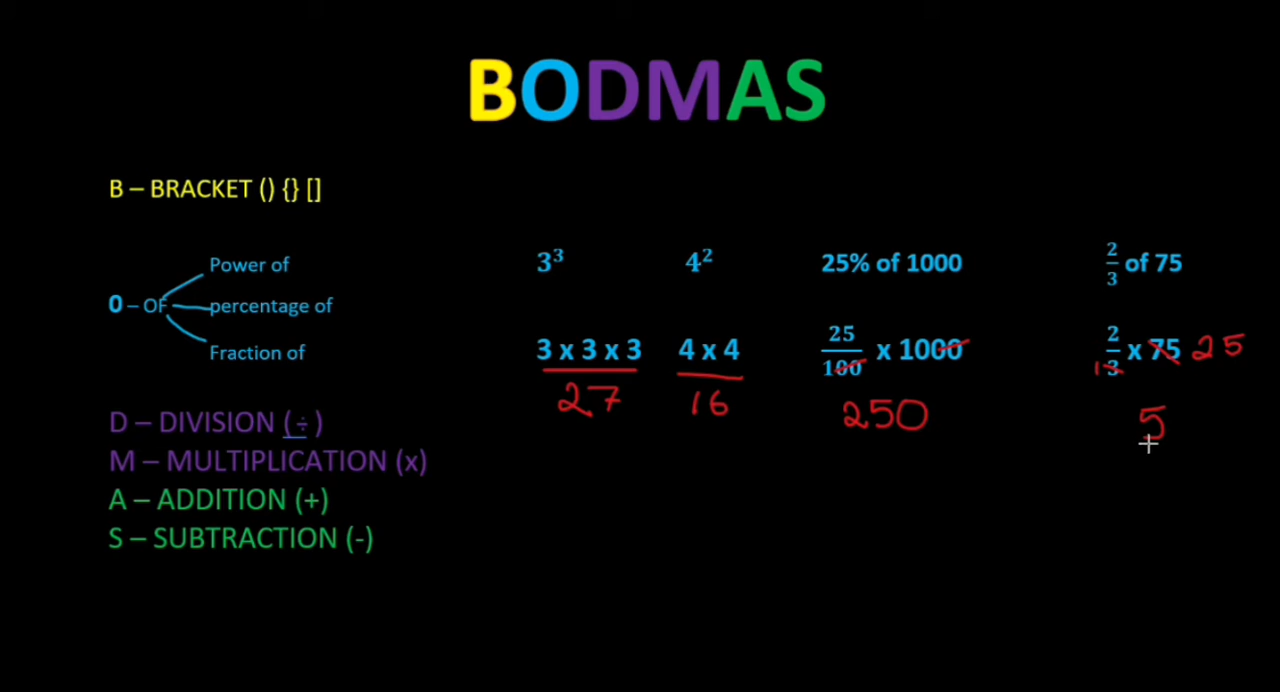 BODMAS
B – BRACKET () {} []
Power of
0 – OF
percentage of
Fraction of
D – DIVISION (÷)
M – MULTIPLICATION (x)
A – ADDITION (+)
S – SUBTRACTION (-)
3³ 4² 25% of 1000 2/3 of 75
3 x 3 x 3 4 x 4 25/100 x 1000 2/3 x 75 25
1
27 16 250 5